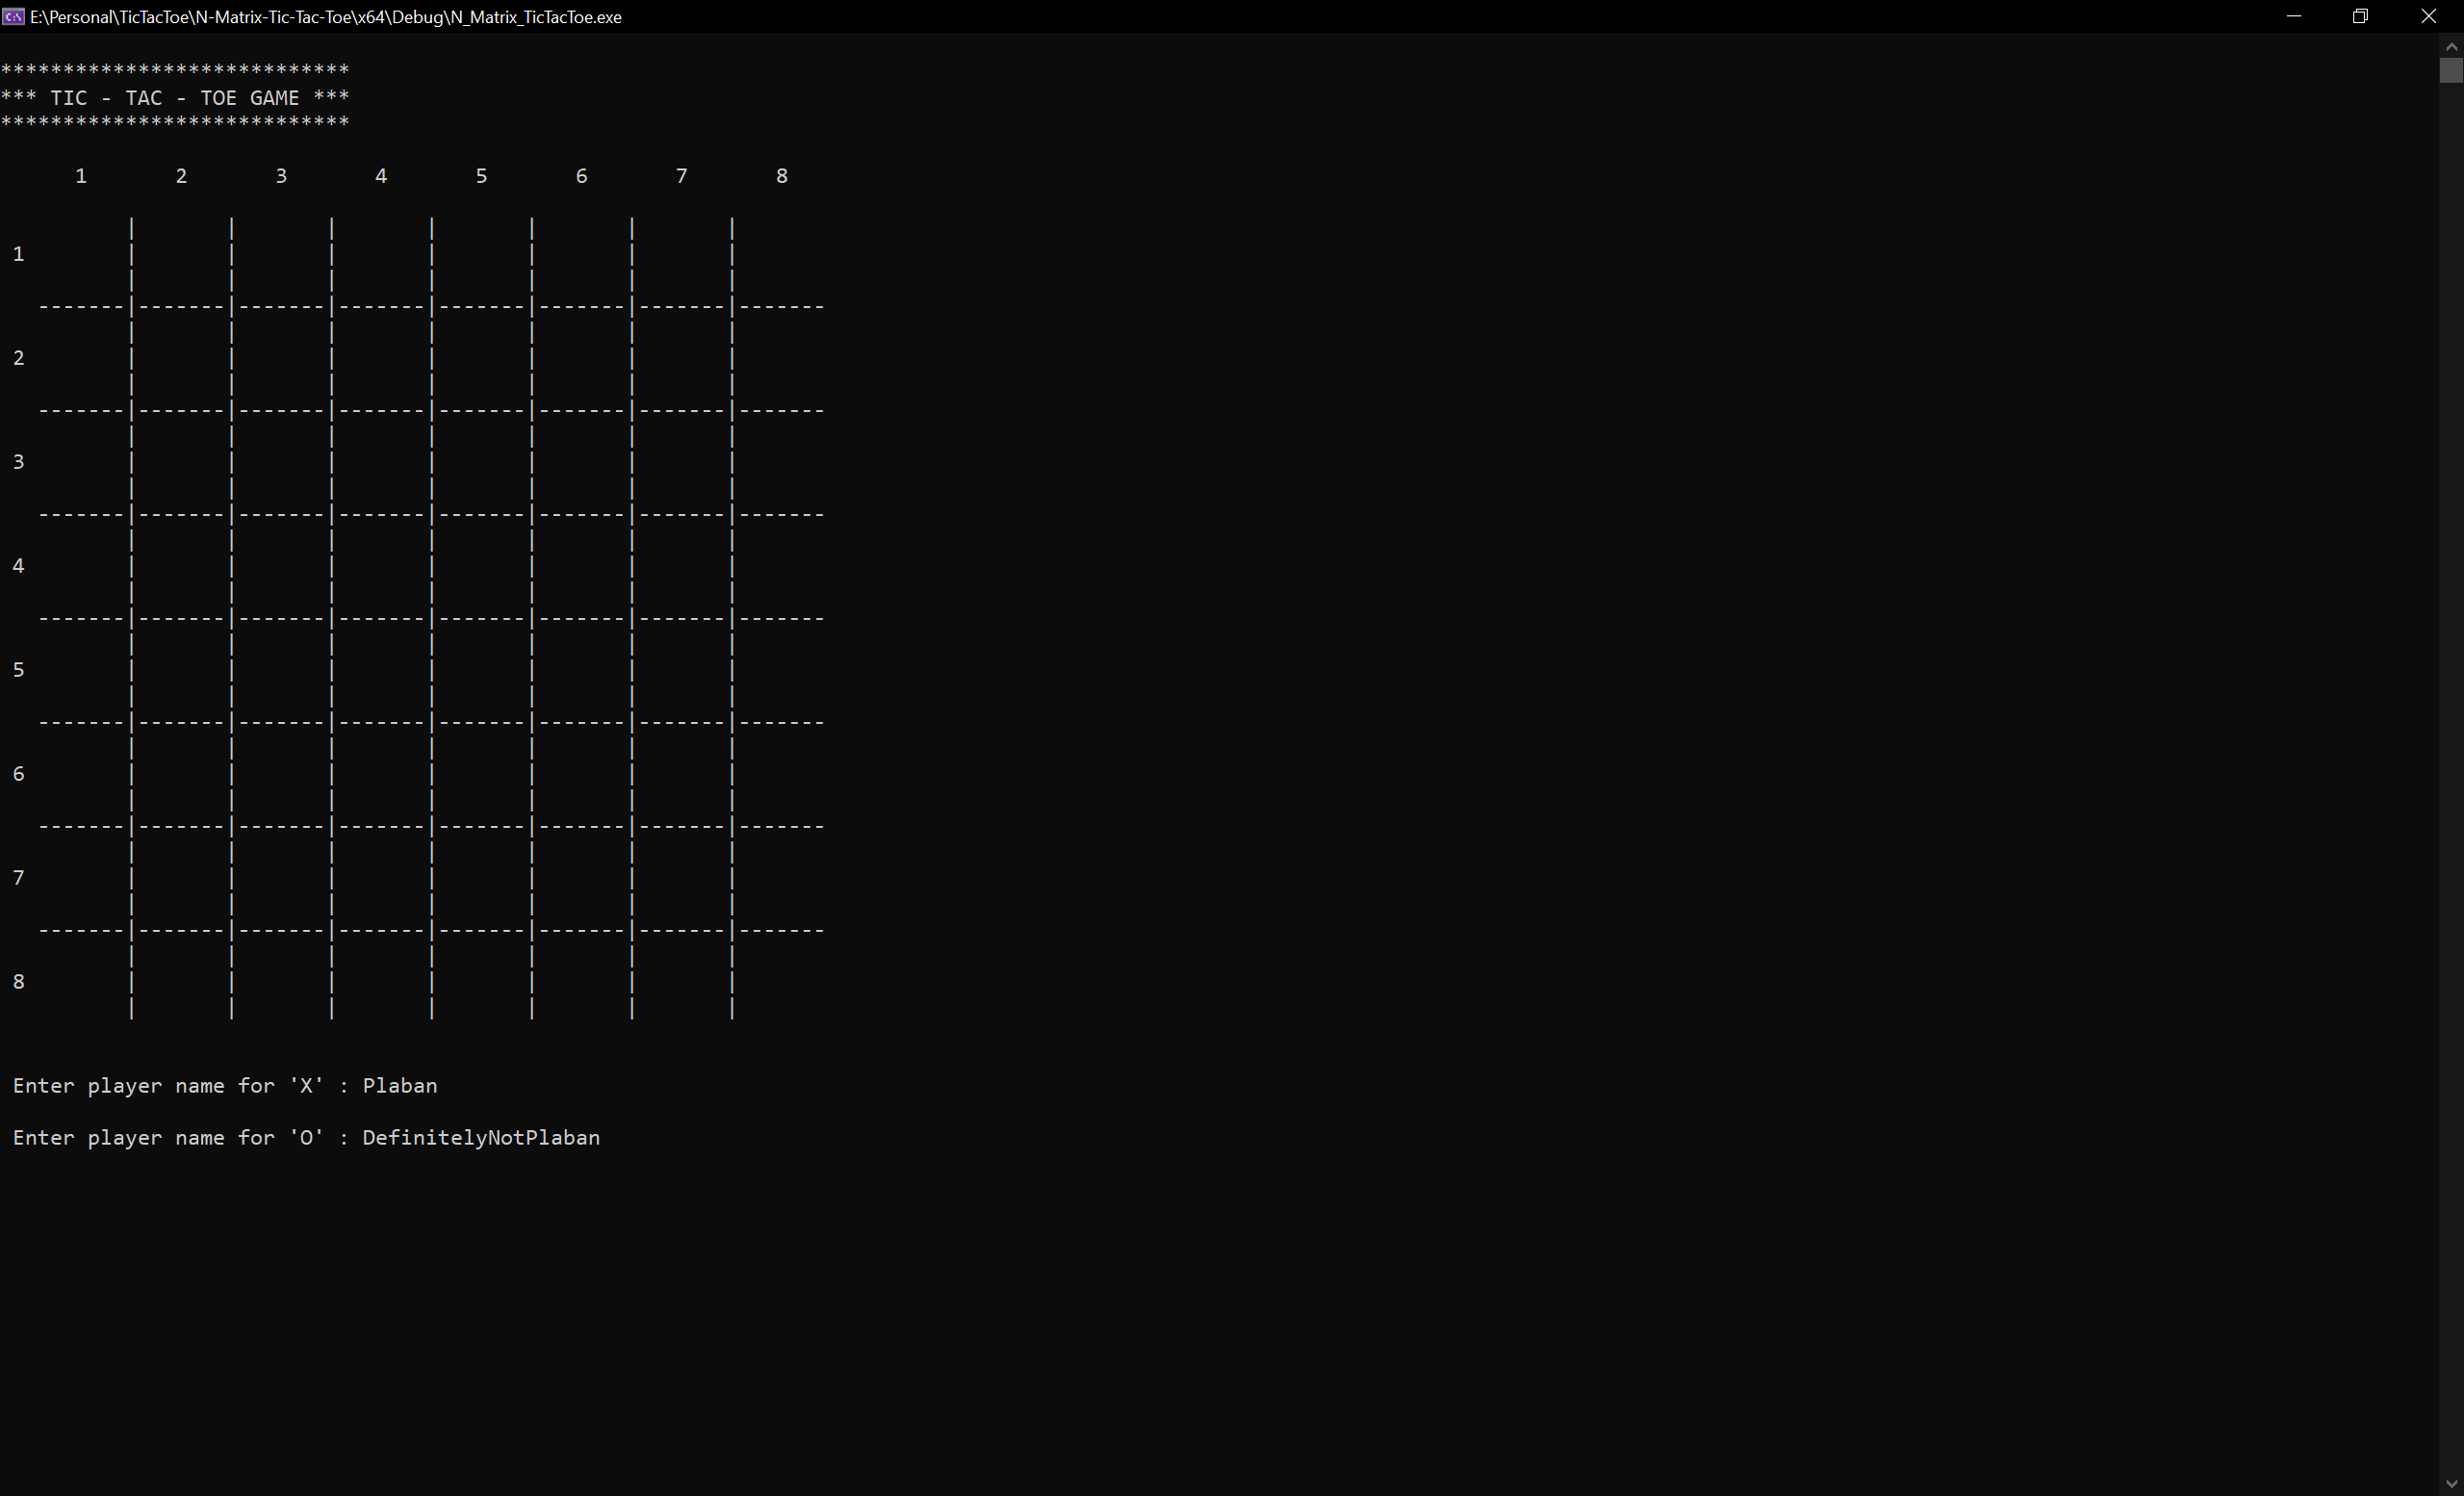 E:\Personal\TicTacToe\N-Matrix-Tic-Tac-Toe\x64\Debug\N_Matrix_TicTacToe.exe
****************************
*** TIC - TAC - TOE GAME ***
****************************
1 2 3 4 5 6 7 8
1
2
3
4
5
6
7
8
Enter player name for 'X' : Plaban
Enter player name for 'O' : DefinitelyNotPlaban